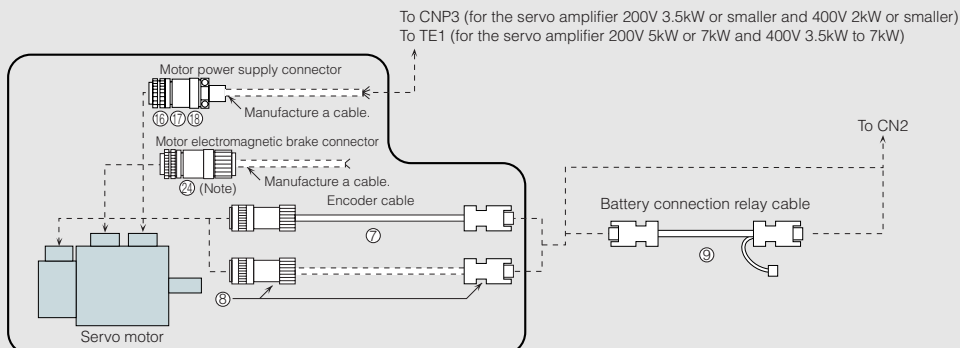 To CNP3 (for the servo amplifier 200V 3.5kW or smaller and 400V 2kW or smaller)
To TE1 (for the servo amplifier 200V 5kW or 7kW and 400V 3.5kW to 7kW)
Motor power supply connector
Manufacture a cable.
⑯⑰⑱
To CN2
Motor electromagnetic brake connector
Manufacture a cable.
㉔ (Note)
Encoder cable
Battery connection relay cable
⑦
⑨
⑧
Servo motor